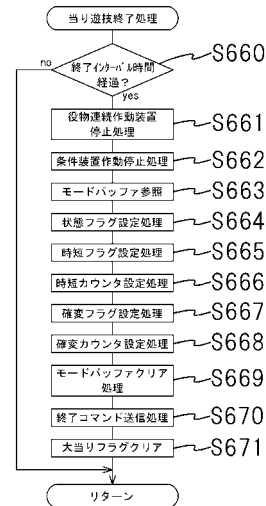 当り遊技終了処理
S660
no
終了インターバル時間
経過？
yes
役物連続作動装置
停止処理
S661
条件装置作動停止処理
S662
モードバッファ参照
S663
状態フラグ設定処理
S664
時短フラグ設定処理
S665
時短カウンタ設定処理
S666
確変フラグ設定処理
S667
確変カウンタ設定処理
S668
モードバッファクリア
処理
S669
終了コマンド送信処理
S670
大当りフラグクリア
S671
リターン